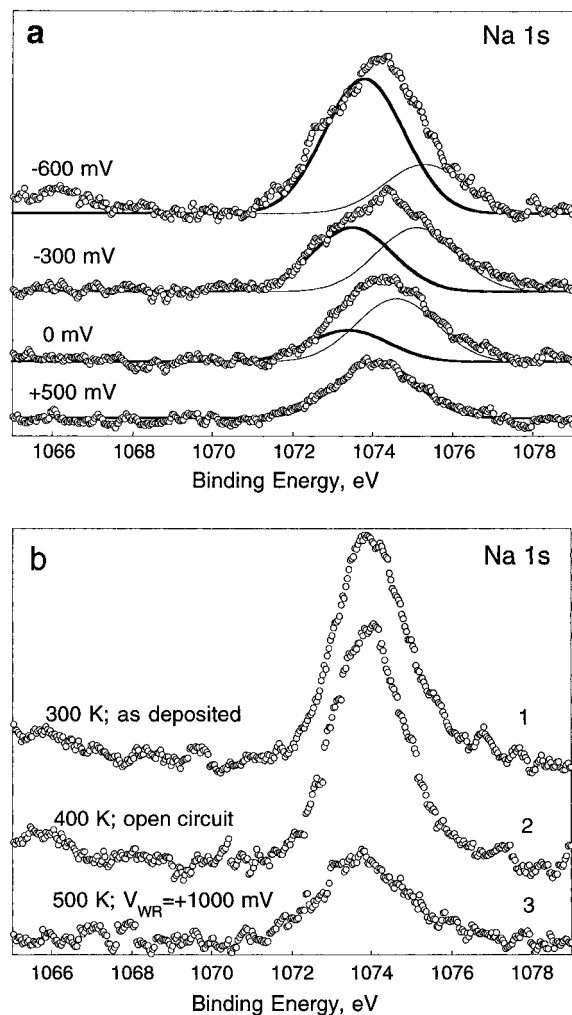 a
Na 1s
-600 mV
-300 mV
0 mV
+500 mV
1066 1068 1070 1072 1074 1076 1078
Binding Energy, eV
b
Na 1s
300 K; as deposited
1
400 K; open circuit
2
500 K; V_WR=+1000 mV
3
1066 1068 1070 1072 1074 1076 1078
Binding Energy, eV